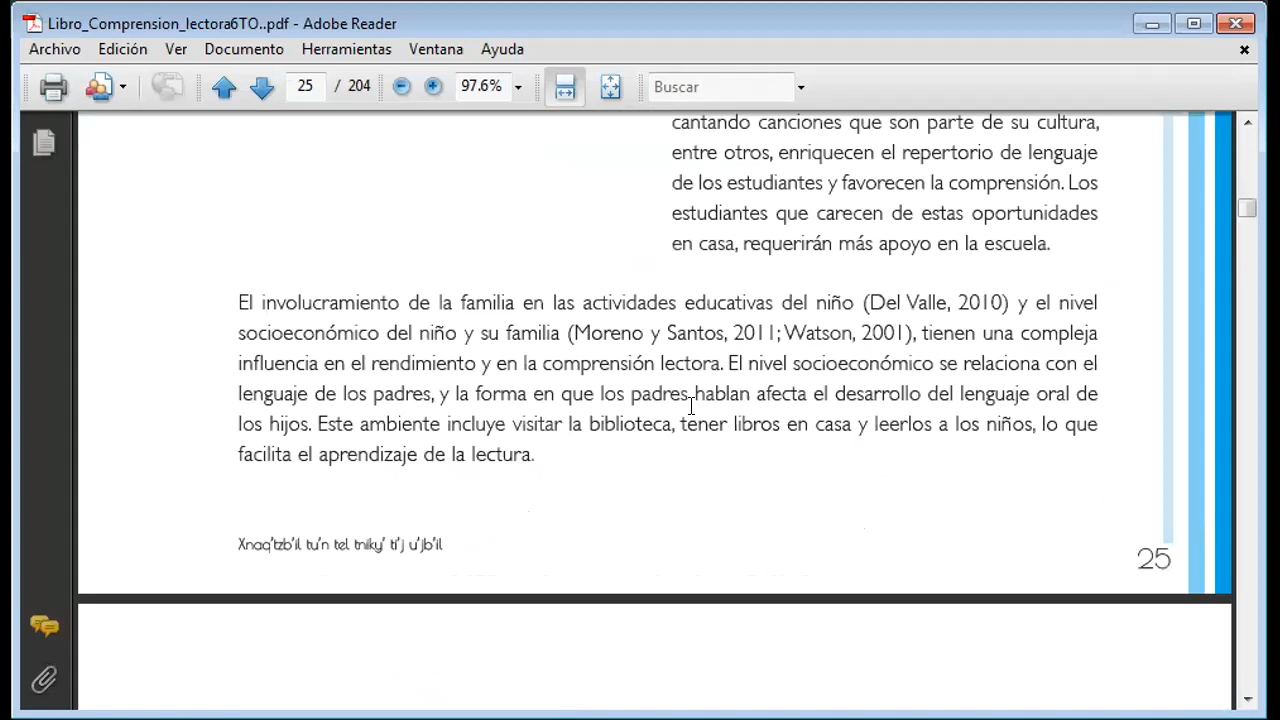 Libro_Comprension_lectora6TO..pdf - Adobe Reader
Archivo Edición Ver Documento Herramientas Ventana Ayuda
25 / 204 97.6% Buscar
cantando canciones que son parte de su cultura,
entre otros, enriquecen el repertorio de lenguaje
de los estudiantes y favorecen la comprensión. Los
estudiantes que carecen de estas oportunidades
en casa, requerirán más apoyo en la escuela.
El involucramiento de la familia en las actividades educativas del niño (Del Valle, 2010) y el nivel
socioeconómico del niño y su familia (Moreno y Santos, 2011; Watson, 2001), tienen una compleja
influencia en el rendimiento y en la comprensión lectora. El nivel socioeconómico se relaciona con el
lenguaje de los padres, y la forma en que los padres hablan afecta el desarrollo del lenguaje oral de
los hijos. Este ambiente incluye visitar la biblioteca, tener libros en casa y leerlos a los niños, lo que
facilita el aprendizaje de la lectura.
Xnaq'tzb'il tu'n tel tniky' ti'j u'jb'il
25